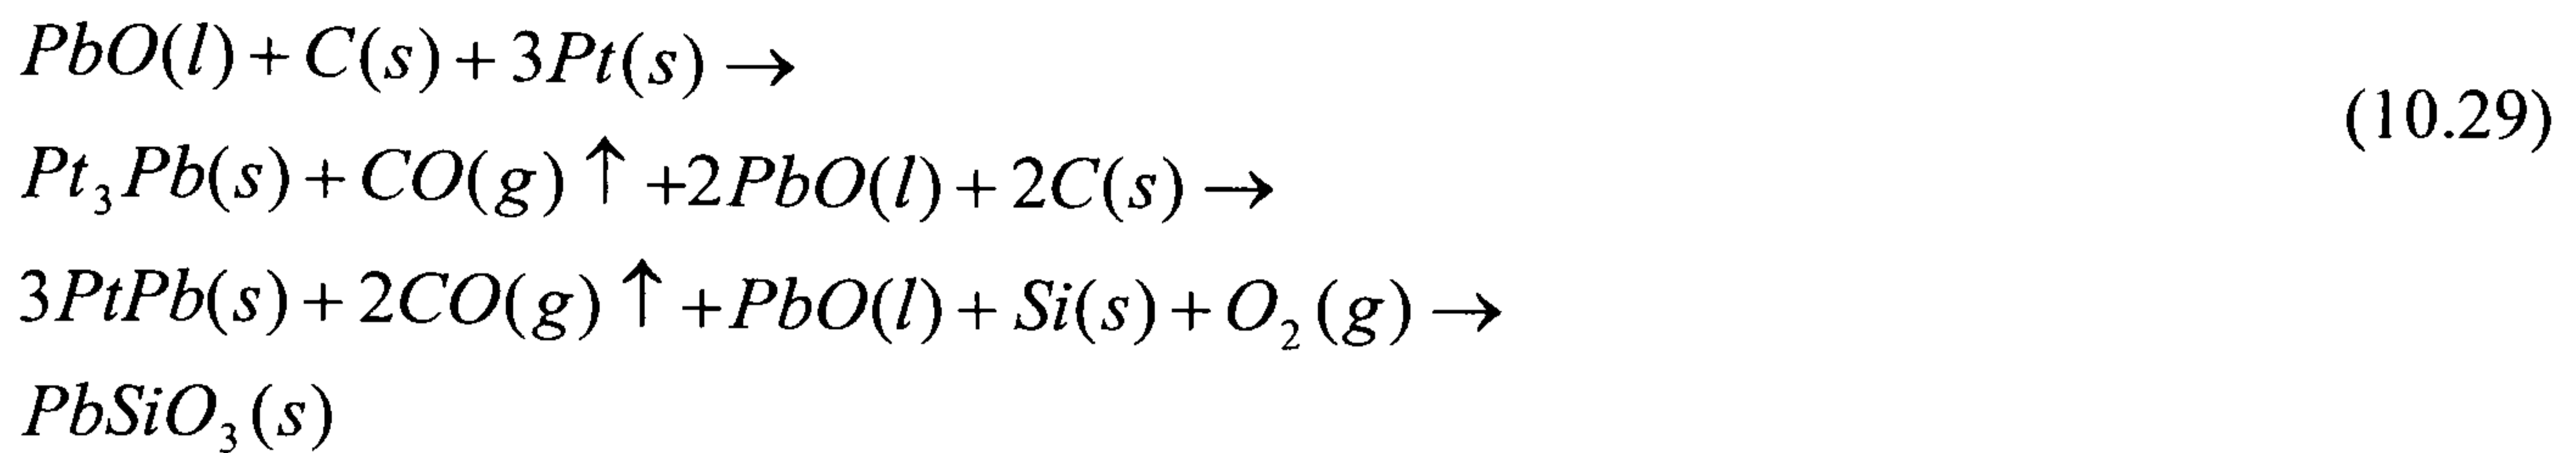 PbO(l) + C(s) + 3Pt(s) →
(10.29)
Pt₃Pb(s) + CO(g) ↑ +2PbO(l) + 2C(s) →
3PtPb(s) + 2CO(g) ↑ +PbO(l) + Si(s) + O₂(g) →
PbSiO₃(s)